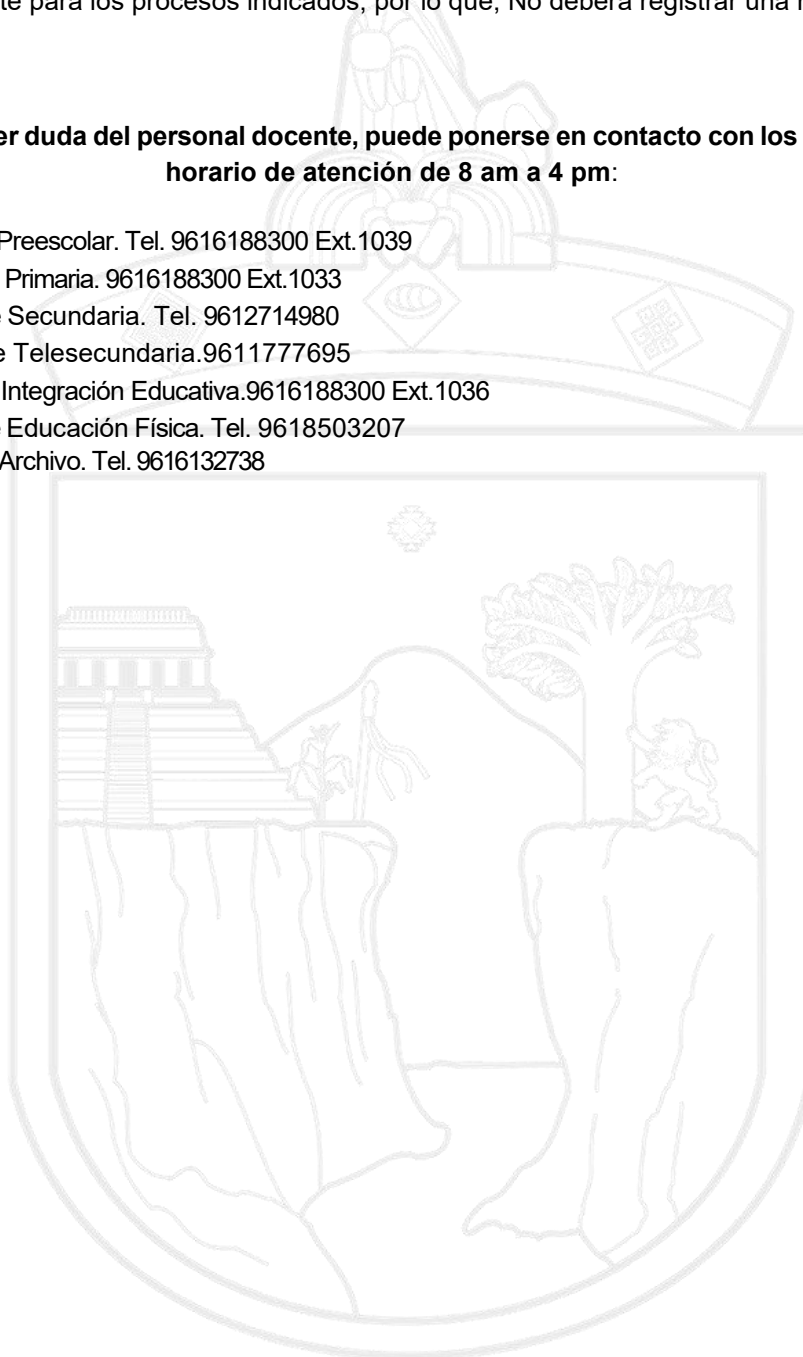 te para los procesos indicados, por lo que, No deberá registrar una
er duda del personal docente, puede ponerse en contacto con los
horario de atención de 8 am a 4 pm:
Preescolar. Tel. 9616188300 Ext.1039
Primaria. 9616188300 Ext.1033
Secundaria. Tel. 9612714980
e Telesecundaria.9611777695
Integración Educativa.9616188300 Ext.1036
Educación Física. Tel. 9618503207
Archivo. Tel. 9616132738